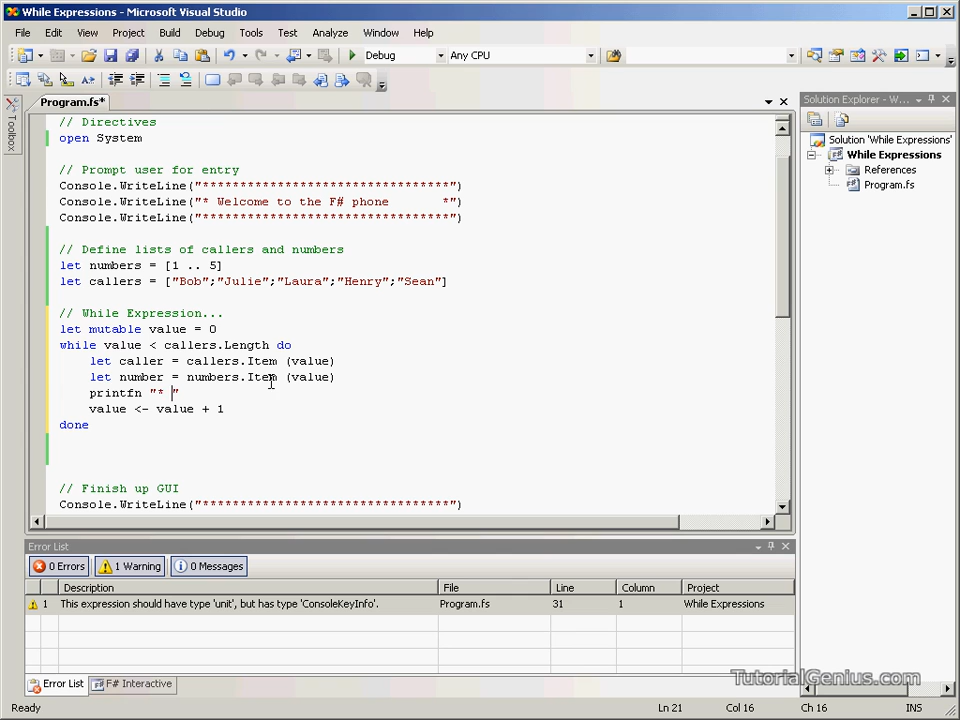 While Expressions - Microsoft Visual Studio
File Edit View Project Build Debug Tools Test Analyze Window Help
Debug Any CPU
Program.fs*
Solution Explorer - W...
Toolbox
// Directives
open System
// Prompt user for entry
Console.WriteLine("*********************************")
Console.WriteLine("* Welcome to the F# phone       *")
Console.WriteLine("*********************************")
// Define lists of callers and numbers
let numbers = [1 .. 5]
let callers = ["Bob";"Julie";"Laura";"Henry";"Sean"]
// While Expression...
let mutable value = 0
while value < callers.Length do
    let caller = callers.Item (value)
    let number = numbers.Item (value)
    printfn "* "
    value <- value + 1
done
// Finish up GUI
Console.WriteLine("*********************************")
Solution 'While Expressions'
While Expressions
References
Program.fs
Error List
0 Errors 1 Warning 0 Messages
Description File Line Column Project
1 This expression should have type 'unit', but has type 'ConsoleKeyInfo'. Program.fs 31 1 While Expressions
Error List F# Interactive
TutorialGenius.com
Ready Ln 21 Col 16 Ch 16 INS